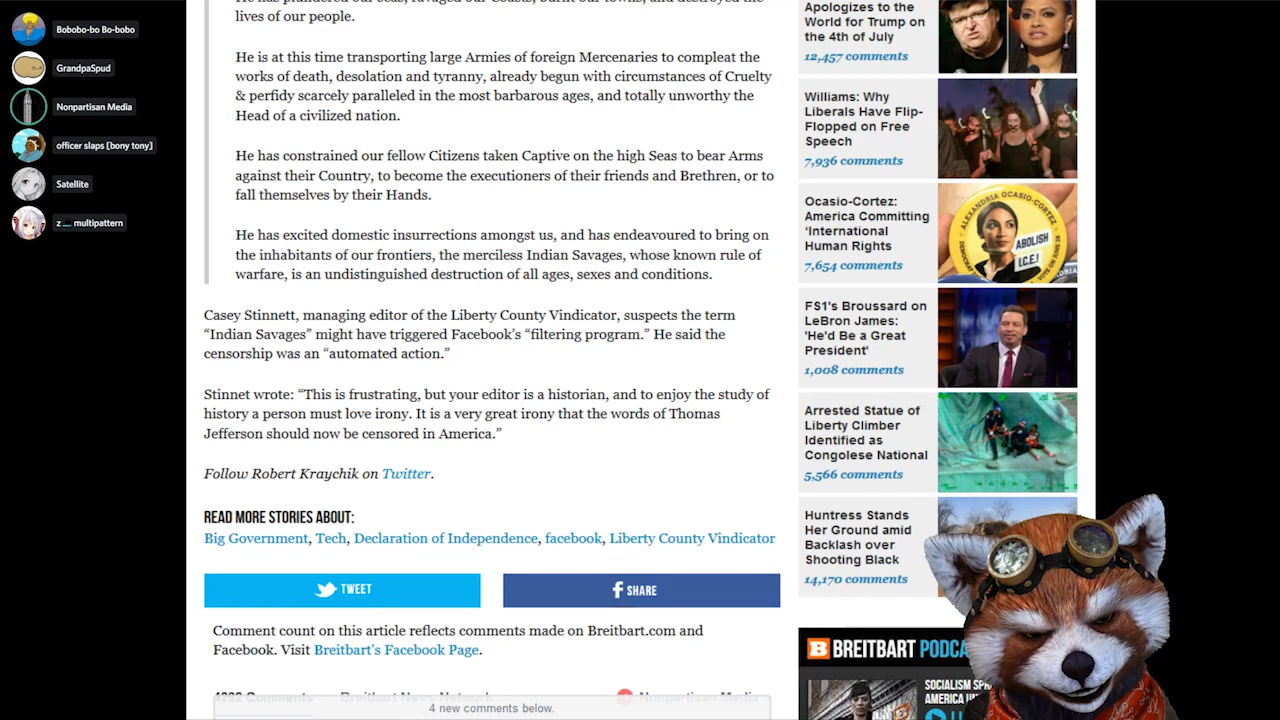 Bobobo-bo Bo-bobo
GrandpaSpud
Nonpartisan Media
officer slaps [bony tony]
Satellite
multipattern
lives of our people.
He is at this time transporting large Armies of foreign Mercenaries to compleat the
works of death, desolation and tyranny, already begun with circumstances of Cruelty
& perfidy scarcely paralleled in the most barbarous ages, and totally unworthy the
Head of a civilized nation.
He has constrained our fellow Citizens taken Captive on the high Seas to bear Arms
against their Country, to become the executioners of their friends and Brethren, or to
fall themselves by their Hands.
He has excited domestic insurrections amongst us, and has endeavoured to bring on
the inhabitants of our frontiers, the merciless Indian Savages, whose known rule of
warfare, is an undistinguished destruction of all ages, sexes and conditions.
Casey Stinnett, managing editor of the Liberty County Vindicator, suspects the term
“Indian Savages” might have triggered Facebook’s “filtering program.” He said the
censorship was an “automated action.”
Stinnet wrote: “This is frustrating, but your editor is a historian, and to enjoy the study of
history a person must love irony. It is a very great irony that the words of Thomas
Jefferson should now be censored in America.”
Follow Robert Kraychik on Twitter.
READ MORE STORIES ABOUT:
Big Government, Tech, Declaration of Independence, facebook, Liberty County Vindicator
TWEET
SHARE
Comment count on this article reflects comments made on Breitbart.com and
Facebook. Visit Breitbart's Facebook Page.
Comments Breitbart News Network Nonpartisan Media
4 new comments below.
Apologizes to the
World for Trump on
the 4th of July
12,457 comments
Williams: Why
Liberals Have Flip-
Flopped on Free
Speech
7,936 comments
Ocasio-Cortez:
America Committing
‘International
Human Rights
7,654 comments
ALEXANDRIA OCASIO-CORTEZ
ABOLISH
I.C.E!
FS1's Broussard on
LeBron James:
'He'd Be a Great
President'
1,008 comments
Arrested Statue of
Liberty Climber
Identified as
Congolese National
5,566 comments
Huntress Stands
Her Ground amid
Backlash over
Shooting Black
14,170 comments
B BREITBART PODCA
SOCIALISM
AMERICA